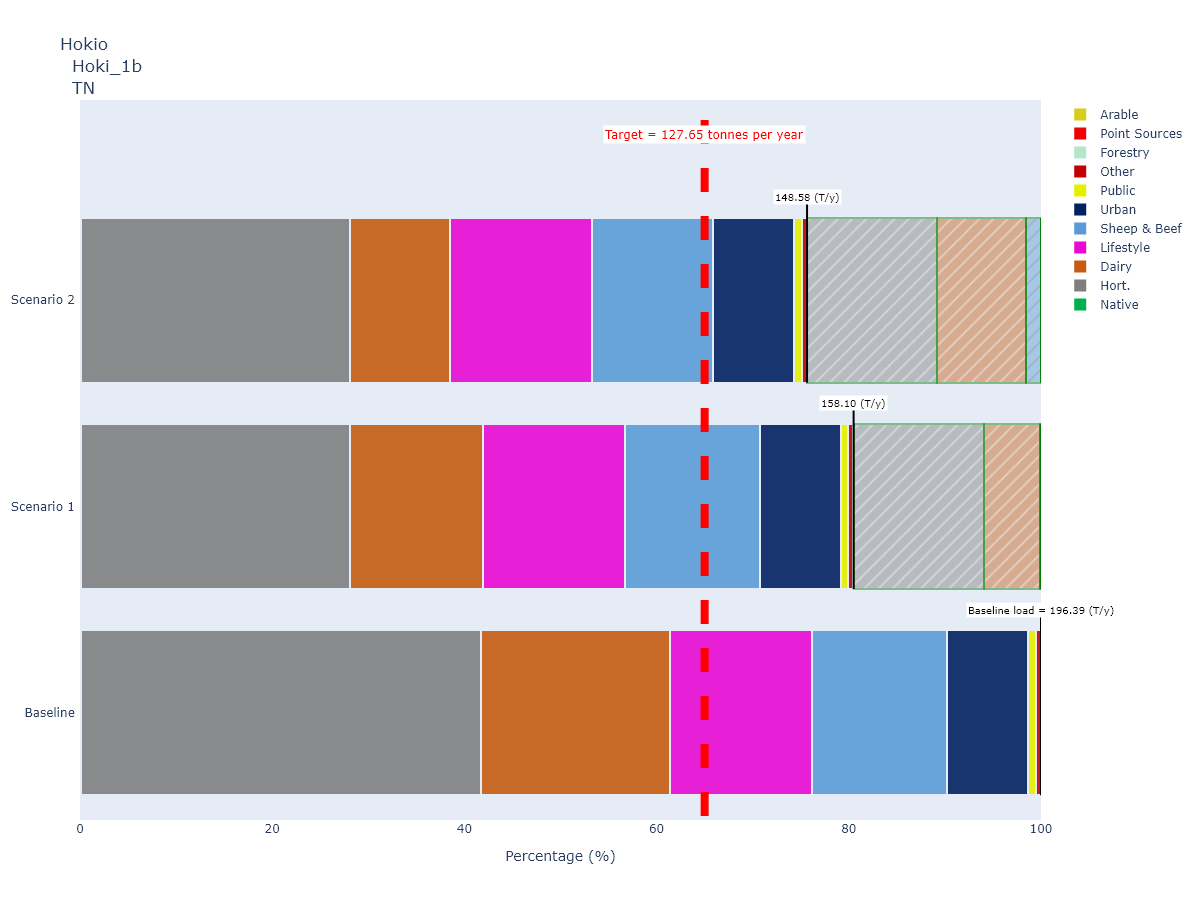 Hokio
Hoki_1b
TN
Target = 127.65 tonnes per year
148.58 (T/y)
Scenario 2
158.10 (T/y)
Scenario 1
Baseline load = 196.39 (T/y)
Baseline
0 20 40 60 80 100
Percentage (%)
Arable
Point Sources
Forestry
Other
Public
Urban
Sheep & Beef
Lifestyle
Dairy
Hort.
Native